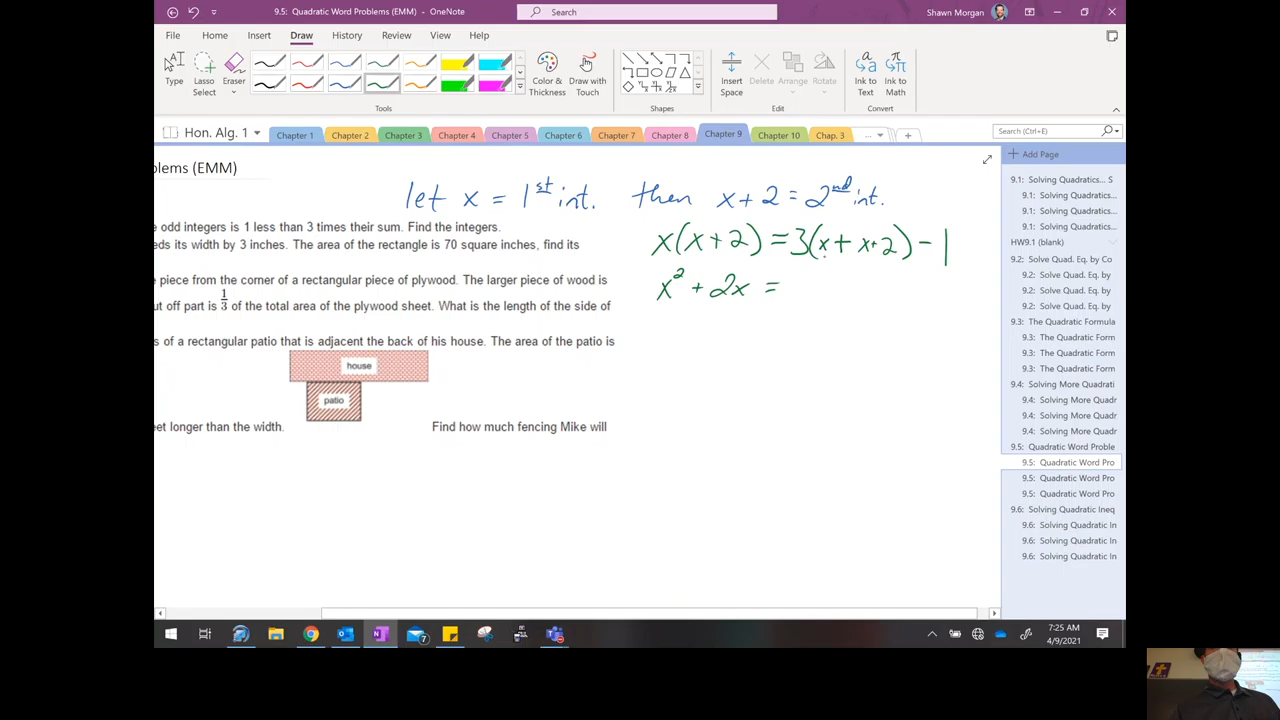 9.5: Quadratic Word Problems (EMM) - OneNote
Search
Shawn Morgan
File Home Insert Draw History Review View Help
Type
Lasso Select
Eraser
Color & Thickness
Draw with Touch
Insert Space
Delete
Arrange
Rotate
Ink to Text
Ink to Math
Tools
Shapes
Edit
Convert
Hon. Alg. 1
Chapter 1 Chapter 2 Chapter 3 Chapter 4 Chapter 5 Chapter 6 Chapter 7 Chapter 8 Chapter 9 Chapter 10 Chap. 3 ...
Search (Ctrl+E)
Add Page
blems (EMM)
let x = 1st int. then x+2 = 2nd int.
e odd integers is 1 less than 3 times their sum. Find the integers.
eds its width by 3 inches. The area of the rectangle is 70 square inches, find its
x(x+2) = 3(x + x+2) - 1
x² + 2x =
e piece from the corner of a rectangular piece of plywood. The larger piece of wood is
ut off part is 1/3 of the total area of the plywood sheet. What is the length of the side of
s of a rectangular patio that is adjacent the back of his house. The area of the patio is
house
patio
eet longer than the width. Find how much fencing Mike will
9.1: Solving Quadratics... S
9.1: Solving Quadratics...
9.1: Solving Quadratics...
9.1: Solving Quadratics...
HW9.1 (blank)
9.2: Solve Quad. Eq. by Co
9.2: Solve Quad. Eq. by
9.2: Solve Quad. Eq. by
9.2: Solve Quad. Eq. by
9.3: The Quadratic Formula
9.3: The Quadratic Form
9.3: The Quadratic Form
9.4: Solving More Quadrati
9.4: Solving More Quadr
9.4: Solving More Quadr
9.4: Solving More Quadr
9.5: Quadratic Word Proble
9.5: Quadratic Word Pro
9.5: Quadratic Word Pro
9.5: Quadratic Word Pro
9.6: Solving Quadratic Ineq
9.6: Solving Quadratic In
9.6: Solving Quadratic In
9.6: Solving Quadratic In
7
7:25 AM
4/9/2021